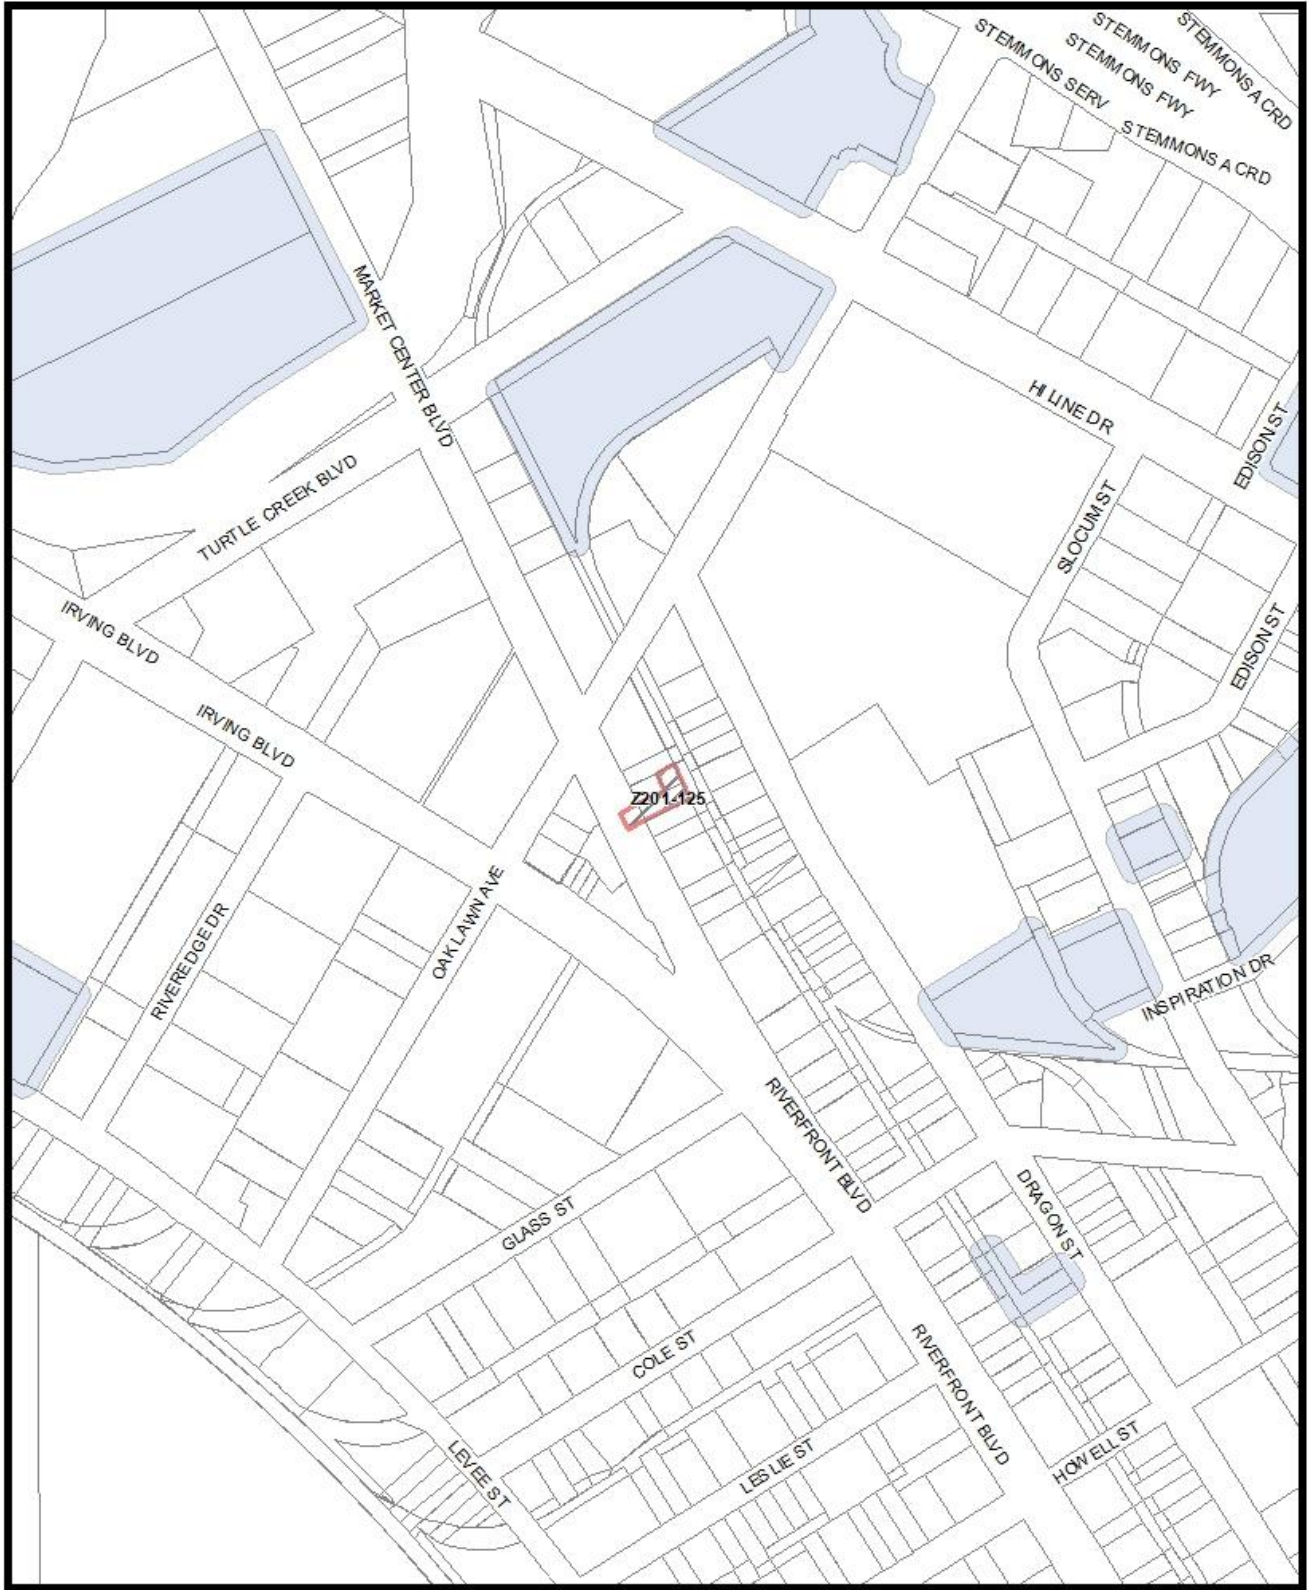 STEMMONS FWY
STEMMONS ACRD
STEMMONS FWY
STEMMONS SERV
STEMMONS ACRD
MARKET CENTER BLVD
HI LINE DR
EDISON ST
TURTLE CREEK BLVD
SLOCUM ST
IRVING BLVD
EDISON ST
IRVING BLVD
Z201-125
OAK LAWN AVE
RIVEREDGE DR
INSPIRATION DR
RIVERFRONT BLVD
GLASS ST
DRAGON ST
COLE ST
RIVERFRONT BLVD
LEVEE ST
LESLIE ST
HOWELL ST